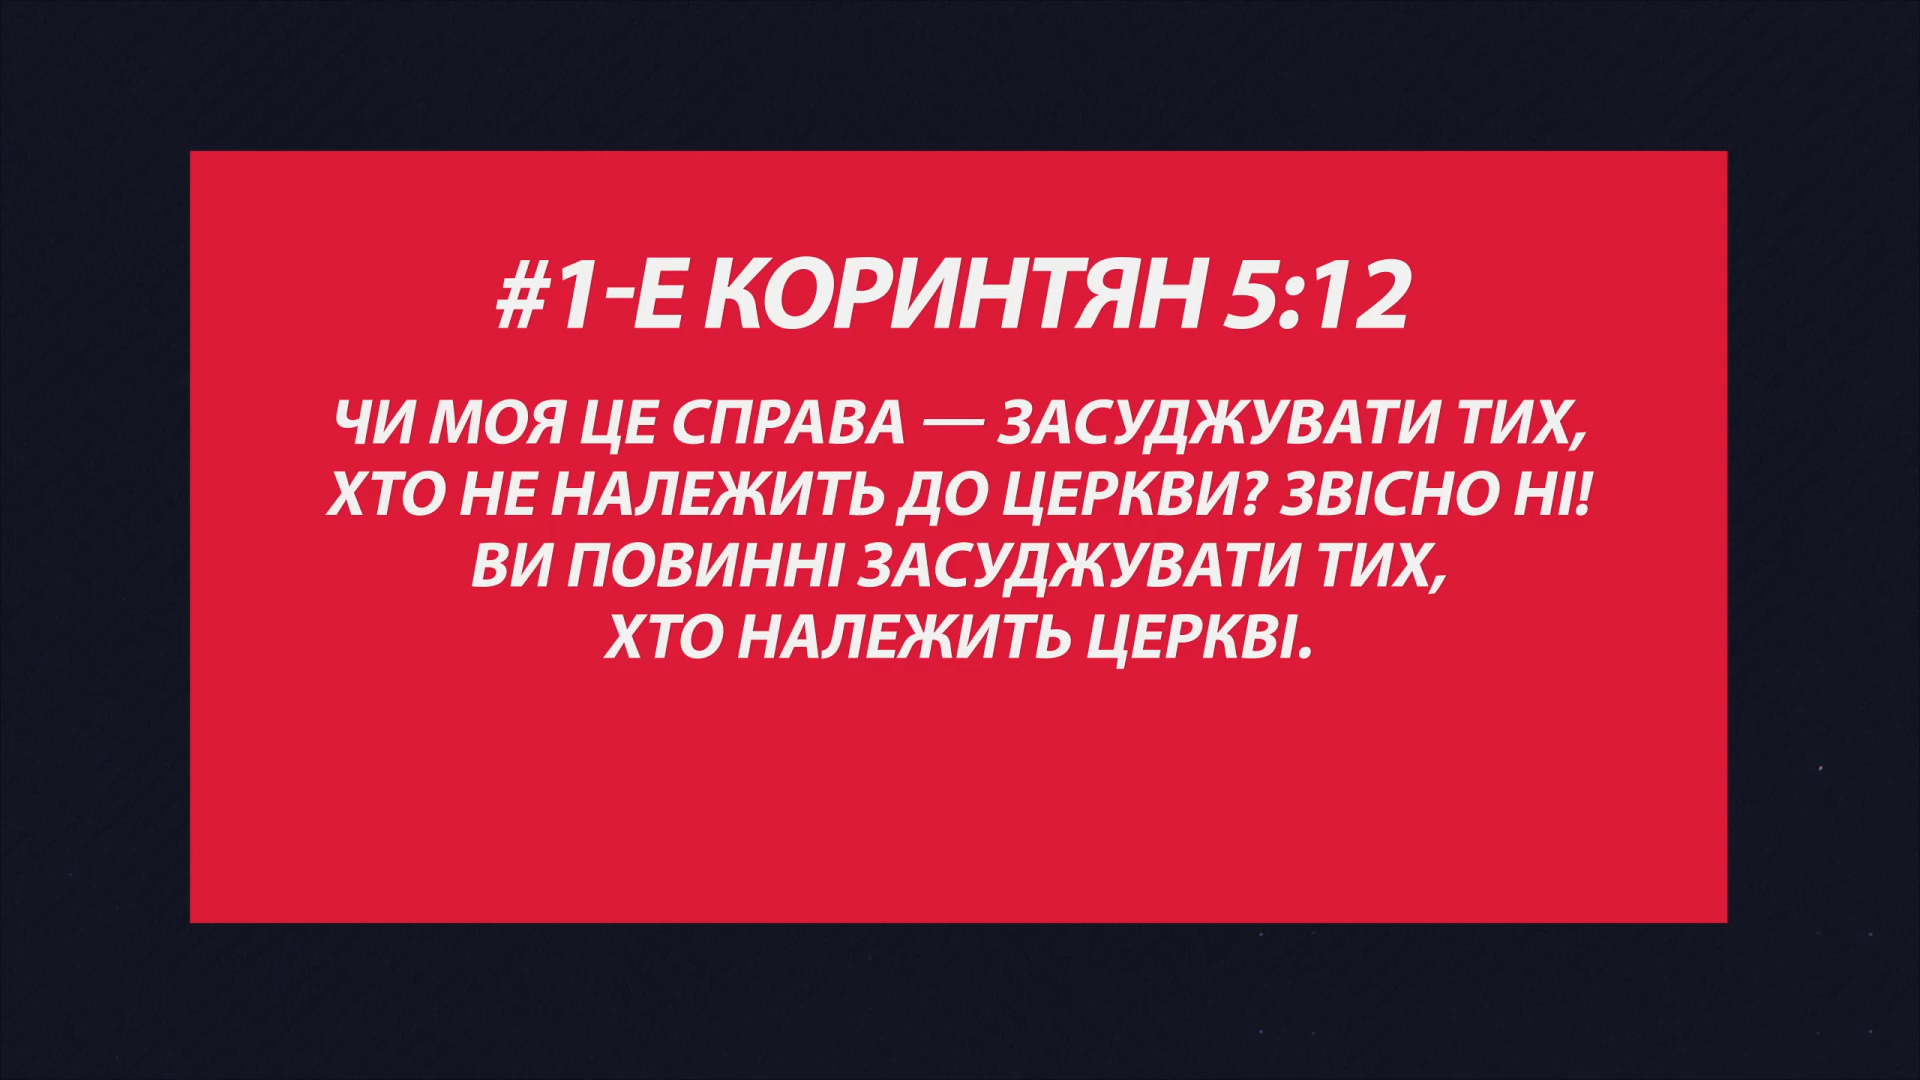 #1-Е КОРИНТЯН 5:12
ЧИ МОЯ ЦЕ СПРАВА — ЗАСУДЖУВАТИ ТИХ,
ХТО НЕ НАЛЕЖИТЬ ДО ЦЕРКВИ? ЗВІСНО НІ!
ВИ ПОВИННІ ЗАСУДЖУВАТИ ТИХ,
ХТО НАЛЕЖИТЬ ЦЕРКВІ.